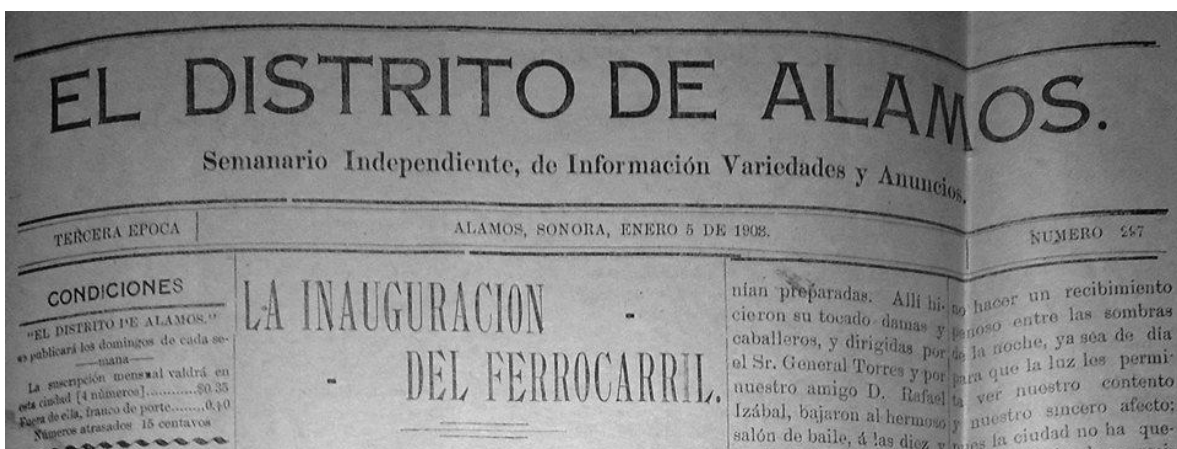 EL DISTRITO DE ALAMOS.
Semanario Independiente, de Información Variedades y Anuncios.
TERCERA EPOCA
ALAMOS, SONORA, ENERO 5 DE 1908.
NUMERO 287
CONDICIONES
"EL DISTRITO DE ALAMOS."
se publicará los domingos de cada se-
—mana—
La suscripción mensual valdrá en
esta ciudad [4 números]...........$0.35
Fuera de ella, franco de porte........0.40
Números atrasados 15 centavos
LA INAUGURACION -
- DEL FERROCARRIL.
nían preparadas. Allí hi-
cieron su tocado damas y
caballeros, y dirigidas por
el Sr. General Torres y por
nuestro amigo D. Rafael
Izábal, bajaron al hermoso
salón de baile, á las diez y
so hacer un recibimiento
penoso entre las sombras
de la noche, ya sea de día
para que la luz les permi-
ta ver nuestro contento
y nuestro sincero afecto;
pues la ciudad no ha que-